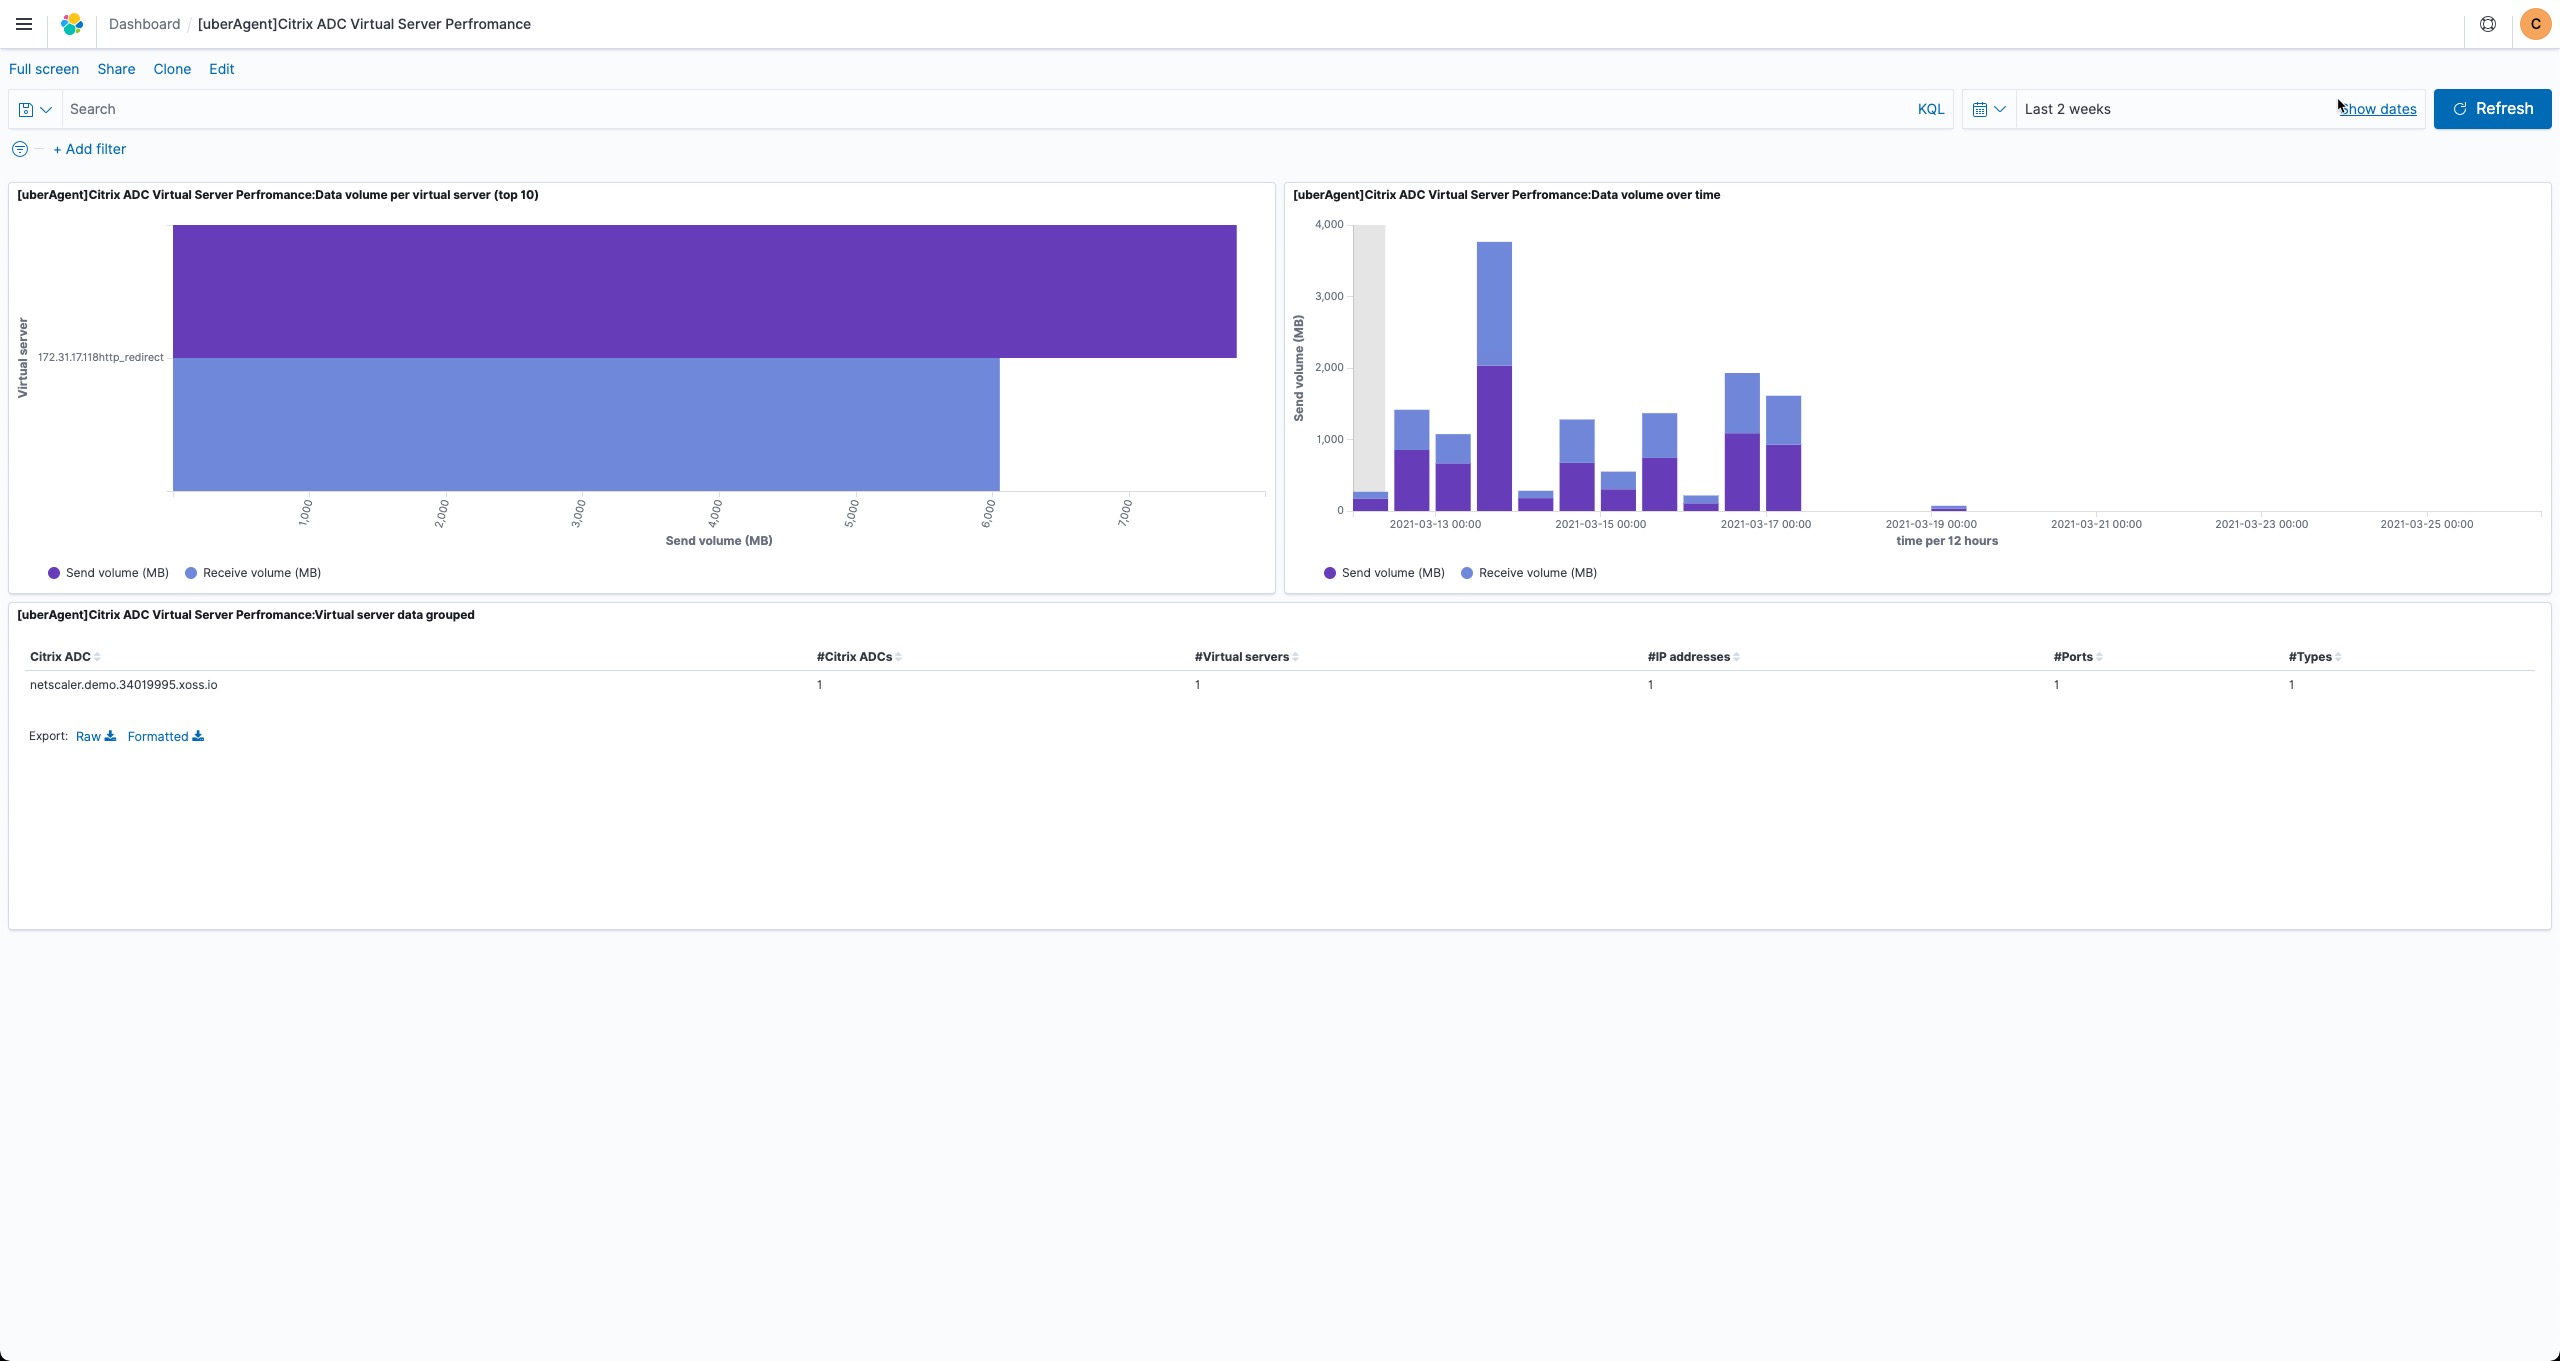 Dashboard / [uberAgent]Citrix ADC Virtual Server Perfromance
C
Full screen Share Clone Edit
Search KQL Last 2 weeks Show dates Refresh
+ Add filter
[uberAgent]Citrix ADC Virtual Server Perfromance:Data volume per virtual server (top 10)
Virtual server
172.31.17.118http_redirect
1,000 2,000 3,000 4,000 5,000 6,000 7,000
Send volume (MB)
Send volume (MB) Receive volume (MB)
[uberAgent]Citrix ADC Virtual Server Perfromance:Data volume over time
Send volume (MB)
4,000
3,000
2,000
1,000
0
2021-03-13 00:00 2021-03-15 00:00 2021-03-17 00:00 2021-03-19 00:00 2021-03-21 00:00 2021-03-23 00:00 2021-03-25 00:00
time per 12 hours
Send volume (MB) Receive volume (MB)
[uberAgent]Citrix ADC Virtual Server Perfromance:Virtual server data grouped
Citrix ADC #Citrix ADCs #Virtual servers #IP addresses #Ports #Types
netscaler.demo.34019995.xoss.io 1 1 1 1 1
Export: Raw Formatted